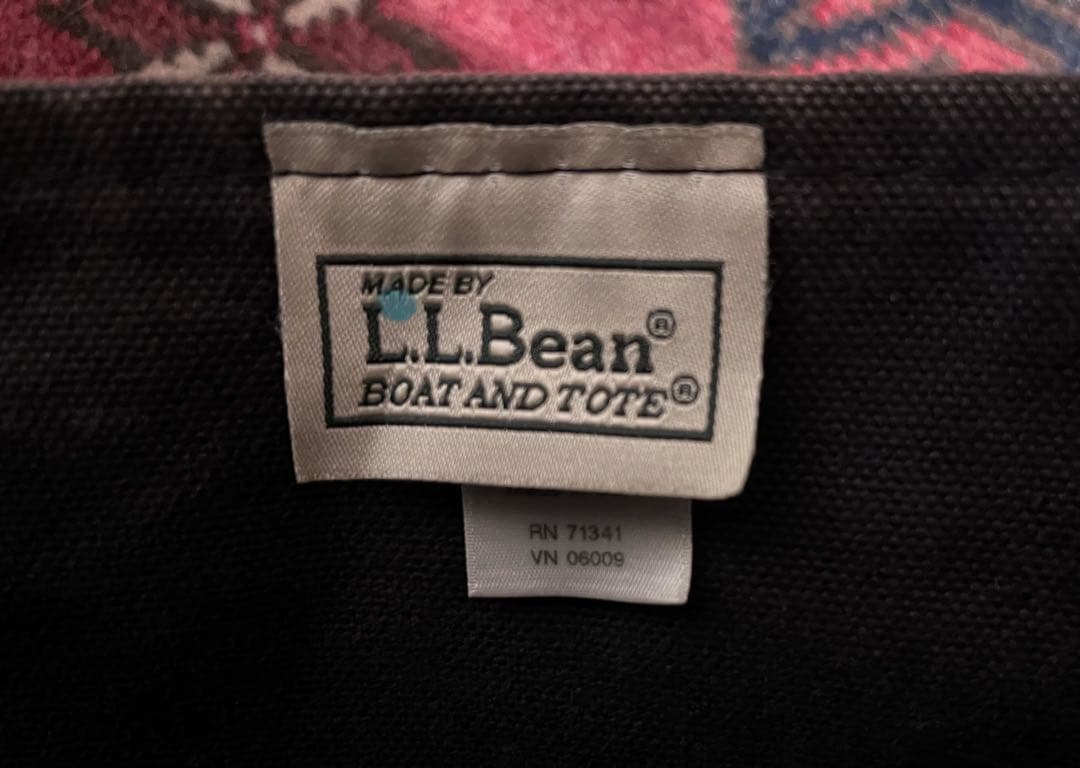 MADE BY
L.L.Bean®
BOAT AND TOTE®
RN 71341
VN 06009